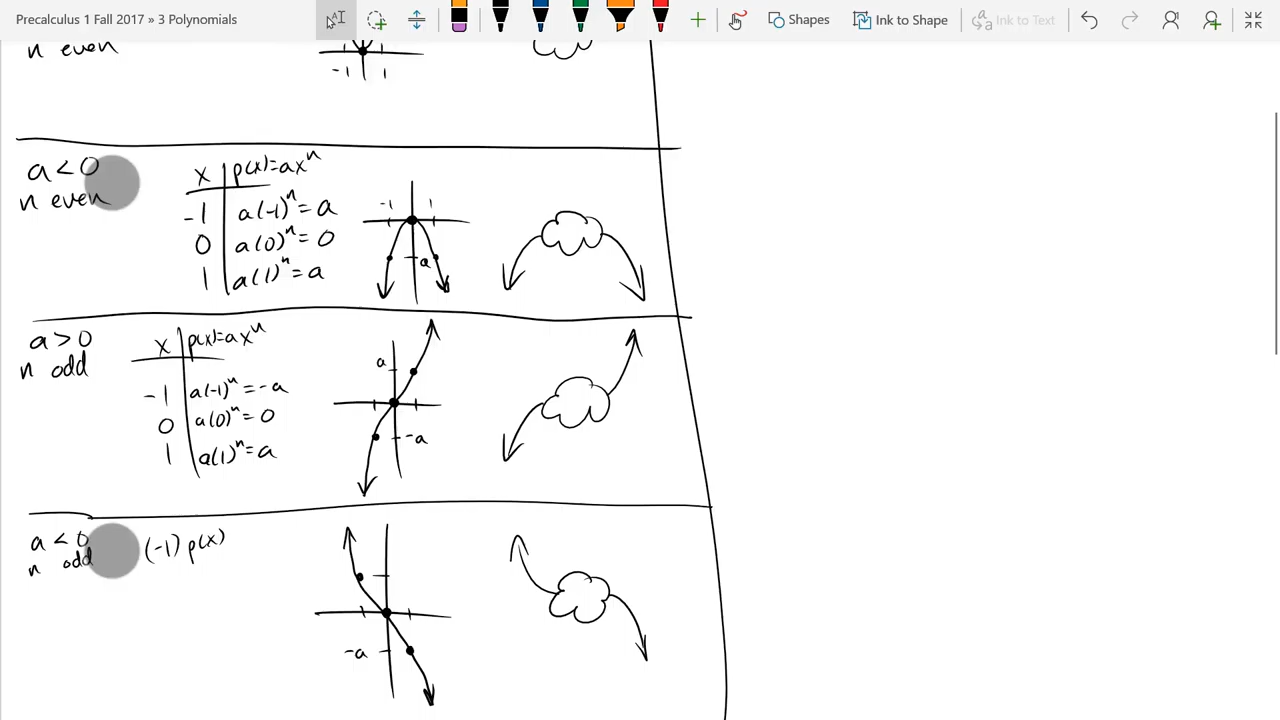 Precalculus 1 Fall 2017 » 3 Polynomials
Shapes
Ink to Shape
Ink to Text
n even
-1 1
a < 0
n even
x p(x)=axⁿ
-1 a(-1)ⁿ = a
0 a(0)ⁿ = 0
1 a(1)ⁿ = a
-1 1
a
a > 0
n odd
x p(x)=axⁿ
-1 a(-1)ⁿ = -a
0 a(0)ⁿ = 0
1 a(1)ⁿ = a
a
-a
a < 0
n odd
(-1) p(x)
-a